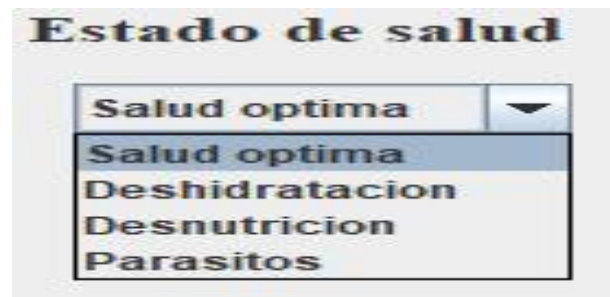 Estado de salud
Salud optima
Salud optima
Deshidratacion
Desnutricion
Parasitos